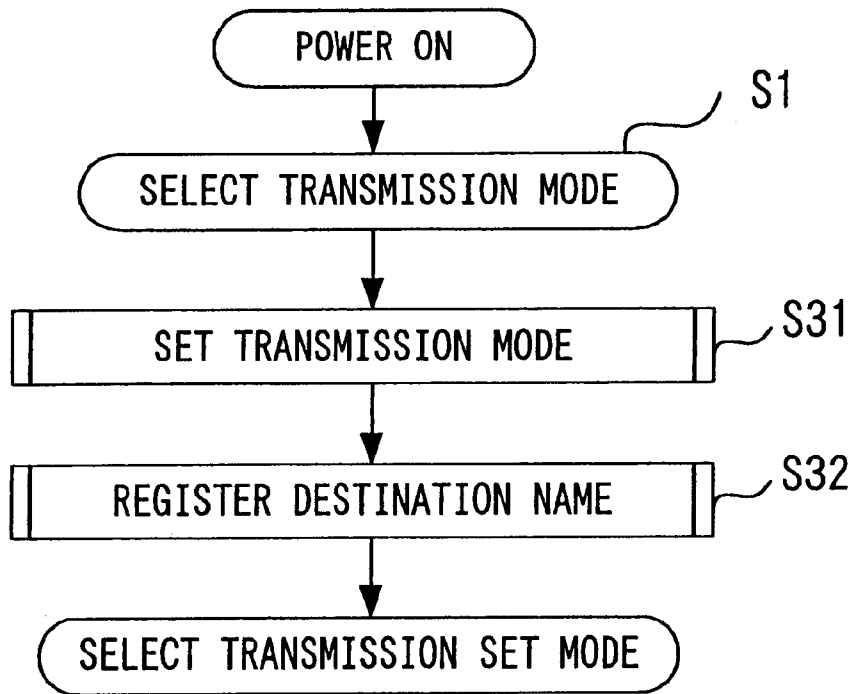 POWER ON
S1
SELECT TRANSMISSION MODE
SET TRANSMISSION MODE
S31
REGISTER DESTINATION NAME
S32
SELECT TRANSMISSION SET MODE